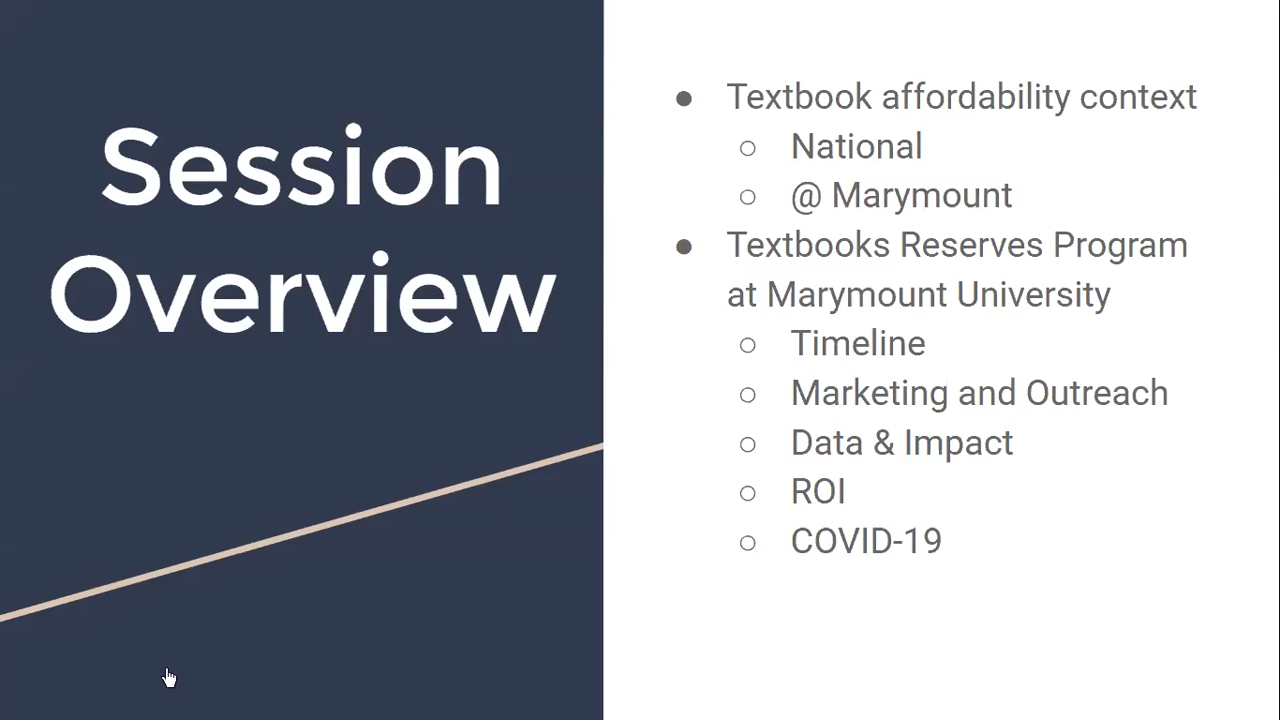 Session
Overview
● Textbook affordability context
○ National
○ @ Marymount
● Textbooks Reserves Program
at Marymount University
○ Timeline
○ Marketing and Outreach
○ Data & Impact
○ ROI
○ COVID-19